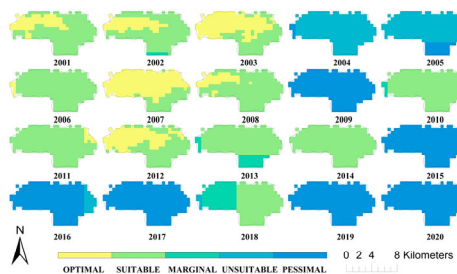 2001 2002 2003 2004 2005
2006 2007 2008 2009 2010
2011 2012 2013 2014 2015
2016 2017 2018 2019 2020
N
0 2 4 8 Kilometers
OPTIMAL SUITABLE MARGINAL UNSUITABLE PESSIMAL